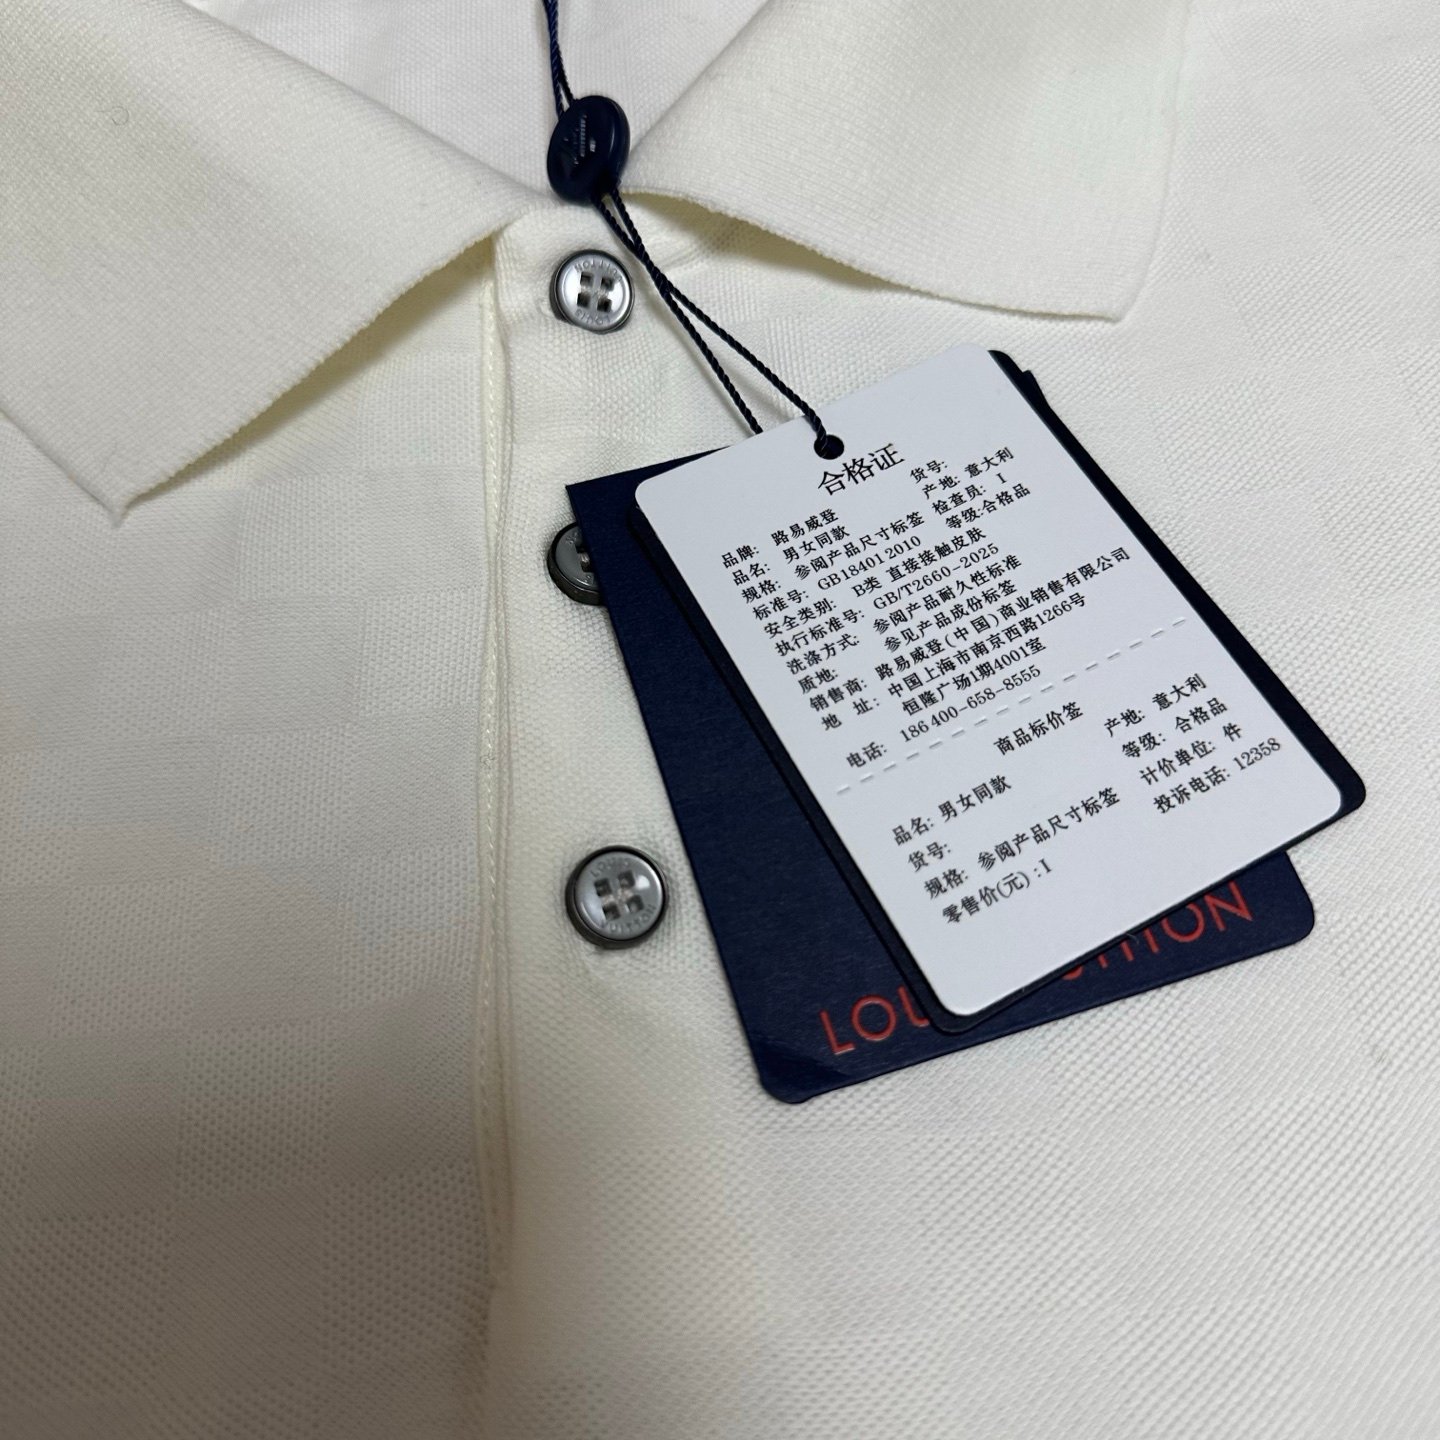 合格证
货号:
品牌: 路易威登 产地: 意大利
品名: 男女同款 检查员: I
规格: 参阅产品尺寸标签 等级:合格品
标准号: GB18401 2010
安全类别: B类 直接接触皮肤
执行标准号: GB/T2660-2025
洗涤方式: 参阅产品耐久性标准
质地: 参见产品成份标签
销售商: 路易威登(中国)商业销售有限公司
地 址: 中国上海市南京西路1266号
恒隆广场1期4001室
电话: 186 400-658-8555
商品标价签
品名: 男女同款 产地: 意大利
货号: 等级: 合格品
规格: 参阅产品尺寸标签 计价单位: 件
零售价(元) :I 投诉电话: 12358
LOUIS VUITTON
LOUIS
VUITTON